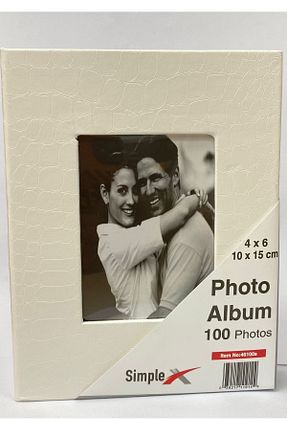 4 x 6
10 x 15 cm
Photo
Album
100 Photos
Simple X